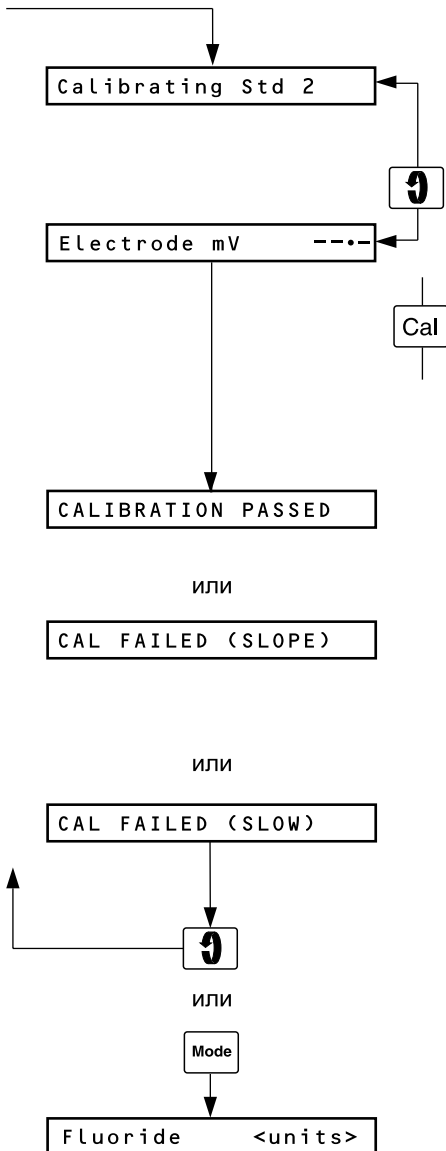 Calibrating Std 2
Electrode mV --.-
Cal
CALIBRATION PASSED
или
CAL FAILED (SLOPE)
или
CAL FAILED (SLOW)
или
Mode
Fluoride <units>